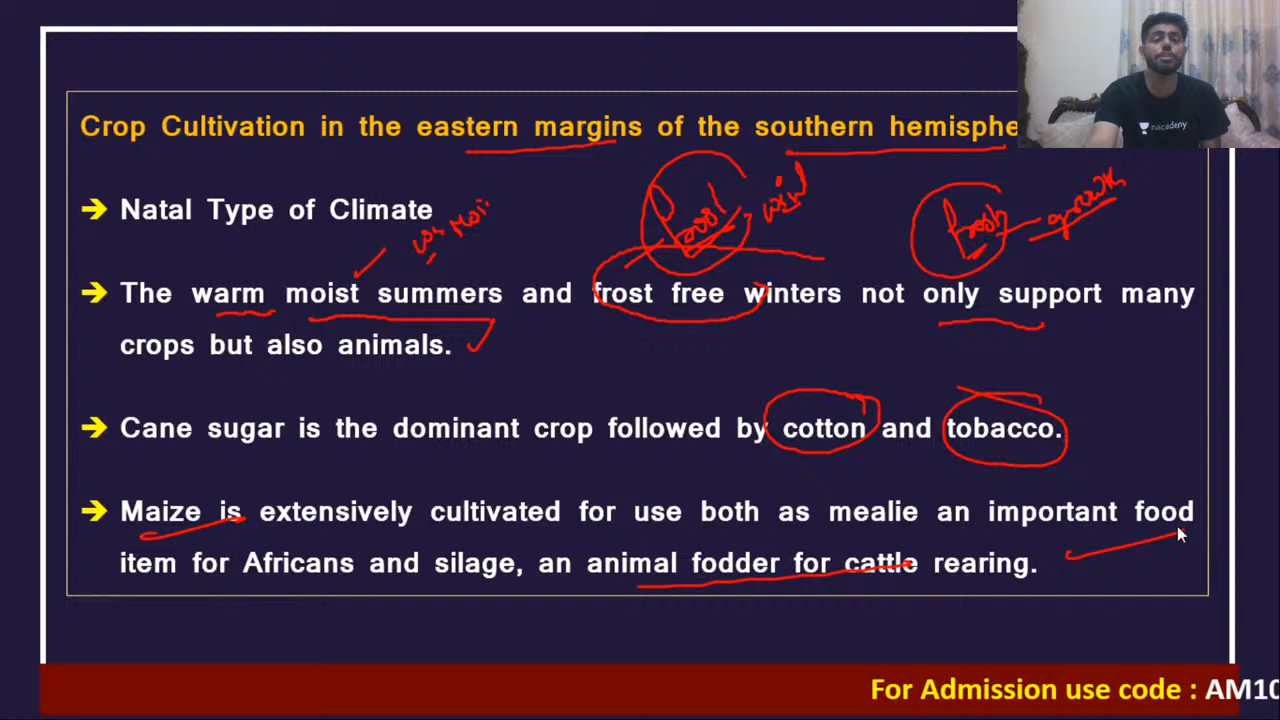 Crop Cultivation in the eastern margins of the southern hemisphe
unacademy
→ Natal Type of Climate
→ The warm moist summers and frost free winters not only support many
crops but also animals.
→ Cane sugar is the dominant crop followed by cotton and tobacco.
→ Maize is extensively cultivated for use both as mealie an important food
item for Africans and silage, an animal fodder for cattle rearing.
For Admission use code : AM10